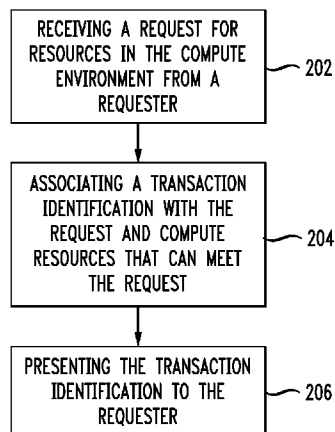 RECEIVING A REQUEST FOR
RESOURCES IN THE COMPUTE
ENVIRONMENT FROM A
REQUESTER
202
ASSOCIATING A TRANSACTION
IDENTIFICATION WITH THE
REQUEST AND COMPUTE
RESOURCES THAT CAN MEET
THE REQUEST
204
PRESENTING THE TRANSACTION
IDENTIFICATION TO THE
REQUESTER
206